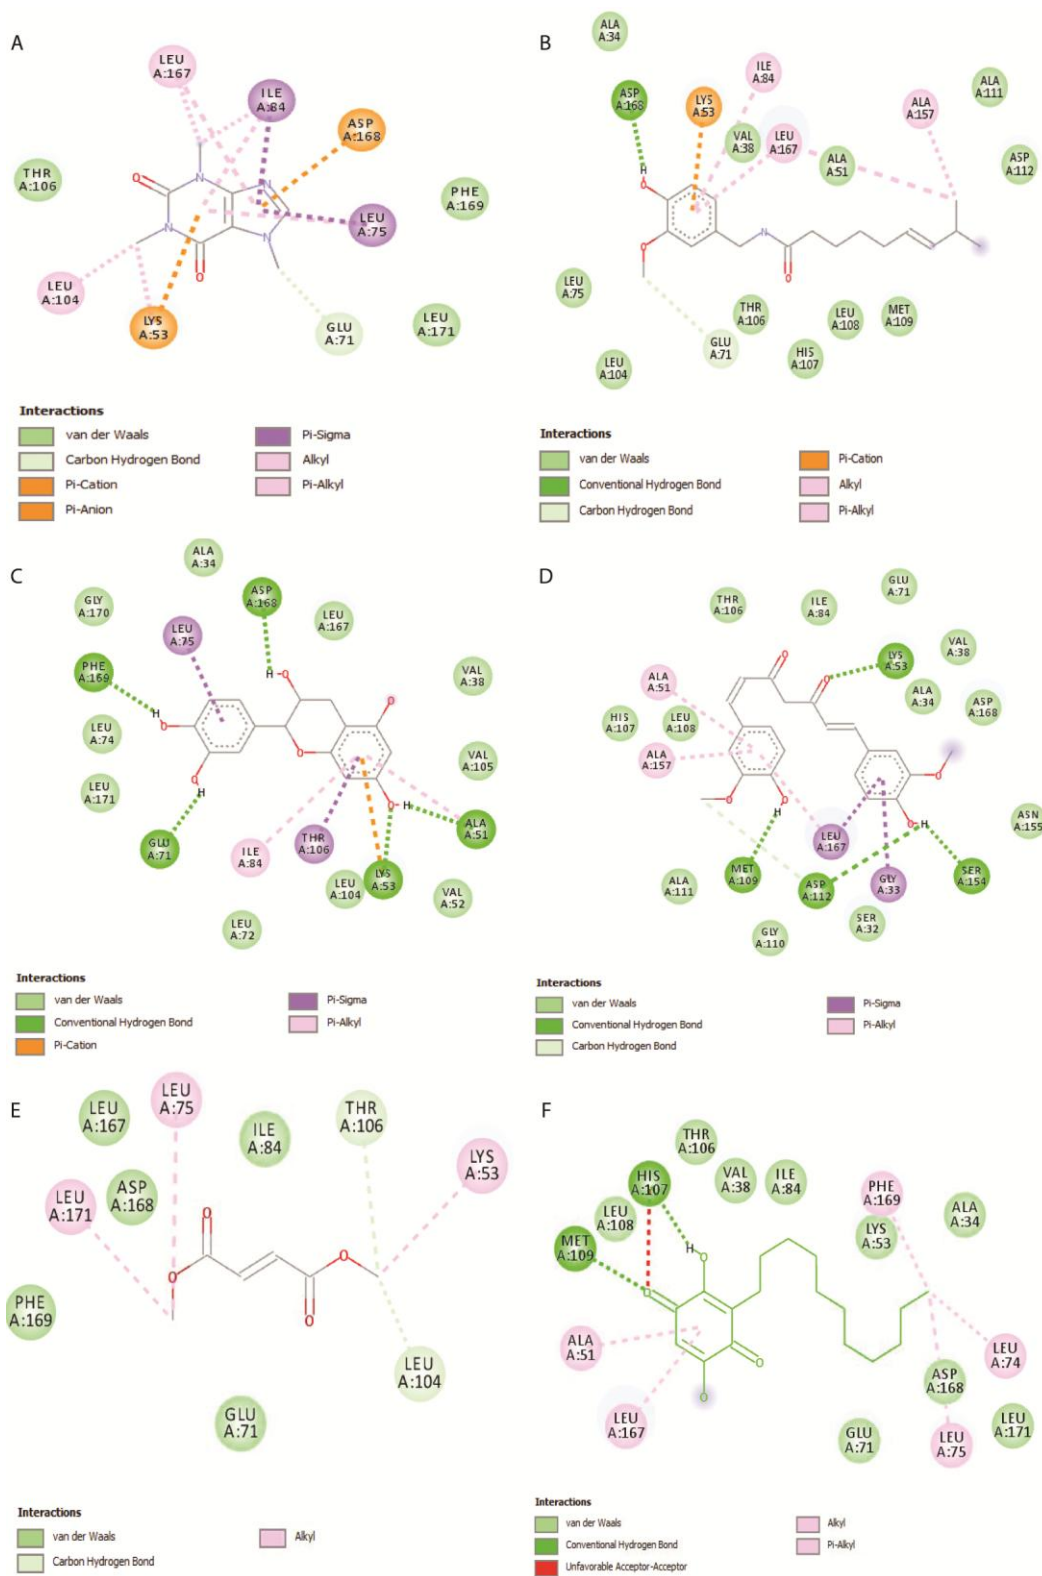 A
LEU
A:167
ILE
A:84
ASP
A:168
THR
A:106
PHE
A:169
LEU
A:75
LEU
A:104
LYS
A:53
GLU
A:71
LEU
A:171
O
N
N
N
N
O
Interactions
van der Waals
Carbon Hydrogen Bond
Pi-Cation
Pi-Anion
Pi-Sigma
Alkyl
Pi-Alkyl
B
ALA
A:34
ASP
A:168
LYS
A:53
ILE
A:84
VAL
A:38
LEU
A:167
ALA
A:51
ALA
A:157
ALA
A:111
ASP
A:112
LEU
A:75
LEU
A:104
GLU
A:71
THR
A:106
HIS
A:107
LEU
A:108
MET
A:109
H
O
O
N
H
O
Interactions
van der Waals
Conventional Hydrogen Bond
Carbon Hydrogen Bond
Pi-Cation
Alkyl
Pi-Alkyl
C
ALA
A:34
GLY
A:170
ASP
A:168
LEU
A:75
LEU
A:167
PHE
A:169
VAL
A:38
LEU
A:74
VAL
A:105
LEU
A:171
GLU
A:71
ILE
A:84
THR
A:106
LEU
A:104
LYS
A:53
ALA
A:51
VAL
A:52
LEU
A:72
H
O
H
O
O
H
O
O
O
H
Interactions
van der Waals
Conventional Hydrogen Bond
Pi-Cation
Pi-Sigma
Pi-Alkyl
D
THR
A:106
ILE
A:84
GLU
A:71
LYS
A:53
VAL
A:38
ALA
A:51
ALA
A:34
ASP
A:168
HIS
A:107
LEU
A:108
ALA
A:157
LEU
A:167
ASN
A:155
MET
A:109
ASP
A:112
GLY
A:33
SER
A:154
ALA
A:111
SER
A:32
GLY
A:110
O
O
O
O
H
O
O
H
Interactions
van der Waals
Conventional Hydrogen Bond
Carbon Hydrogen Bond
Pi-Sigma
Pi-Alkyl
E
LEU
A:167
LEU
A:75
ILE
A:84
THR
A:106
LYS
A:53
LEU
A:171
ASP
A:168
PHE
A:169
LEU
A:104
GLU
A:71
O
O
O
O
Interactions
van der Waals
Carbon Hydrogen Bond
Alkyl
F
THR
A:106
HIS
A:107
VAL
A:38
ILE
A:84
PHE
A:169
LEU
A:108
LYS
A:53
ALA
A:34
MET
A:109
ALA
A:51
LEU
A:74
ASP
A:168
LEU
A:167
GLU
A:71
LEU
A:75
LEU
A:171
H
O
O
O
O
Interactions
van der Waals
Conventional Hydrogen Bond
Unfavorable Acceptor-Acceptor
Alkyl
Pi-Alkyl